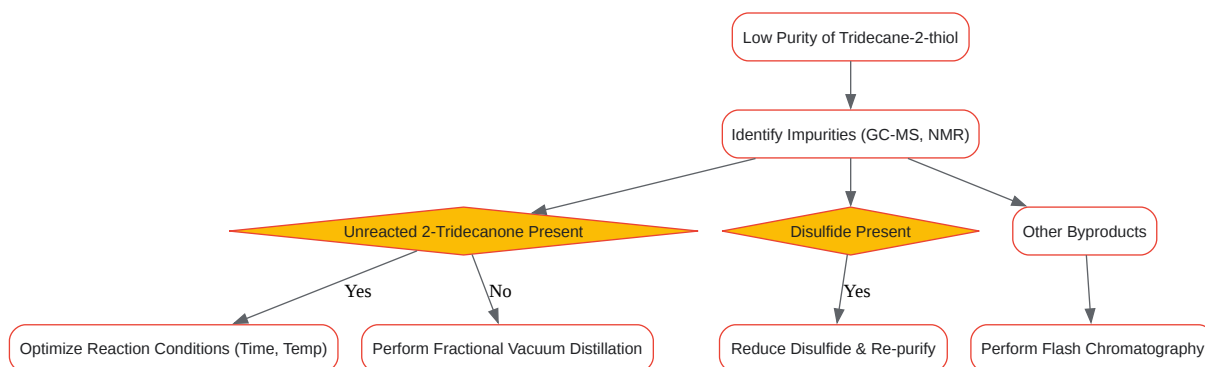 Low Purity of Tridecane-2-thiol
Identify Impurities (GC-MS, NMR)
Unreacted 2-Tridecanone Present
Disulfide Present
Other Byproducts
Yes
No
Yes
Optimize Reaction Conditions (Time, Temp)
Perform Fractional Vacuum Distillation
Reduce Disulfide & Re-purify
Perform Flash Chromatography